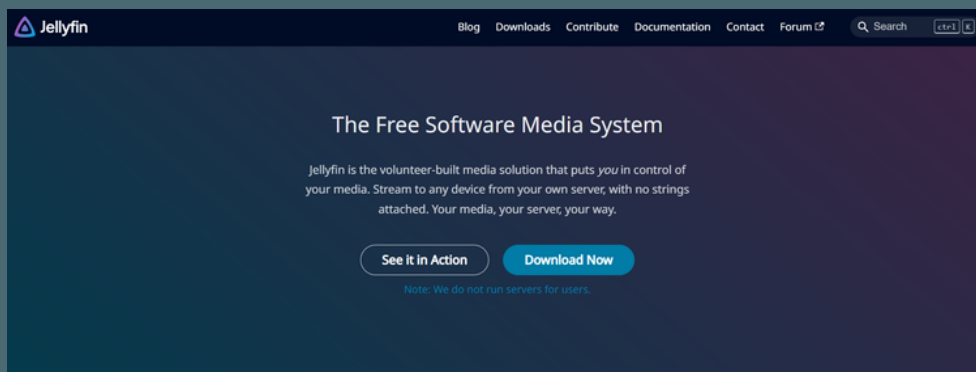 Jellyfin
Blog Downloads Contribute Documentation Contact Forum Search ctrl K
The Free Software Media System
Jellyfin is the volunteer-built media solution that puts you in control of
your media. Stream to any device from your own server, with no strings
attached. Your media, your server, your way.
See it in Action Download Now
Note: We do not run servers for users.